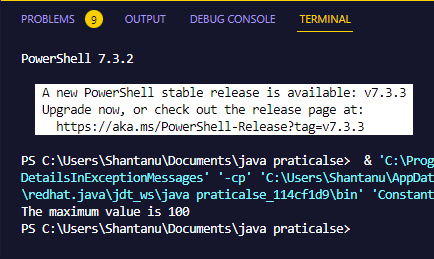 PROBLEMS 9 OUTPUT DEBUG CONSOLE TERMINAL
PowerShell 7.3.2
A new PowerShell stable release is available: v7.3.3
Upgrade now, or check out the release page at:
https://aka.ms/PowerShell-Release?tag=v7.3.3
PS C:\Users\Shantanu\Documents\java praticalse> & 'C:\Prog
DetailsInExceptionMessages' '-cp' 'C:\Users\Shantanu\AppDat
\redhat.java\jdt_ws\java praticalse_114cf1d9\bin' 'Constant
The maximum value is 100
PS C:\Users\Shantanu\Documents\java praticalse>